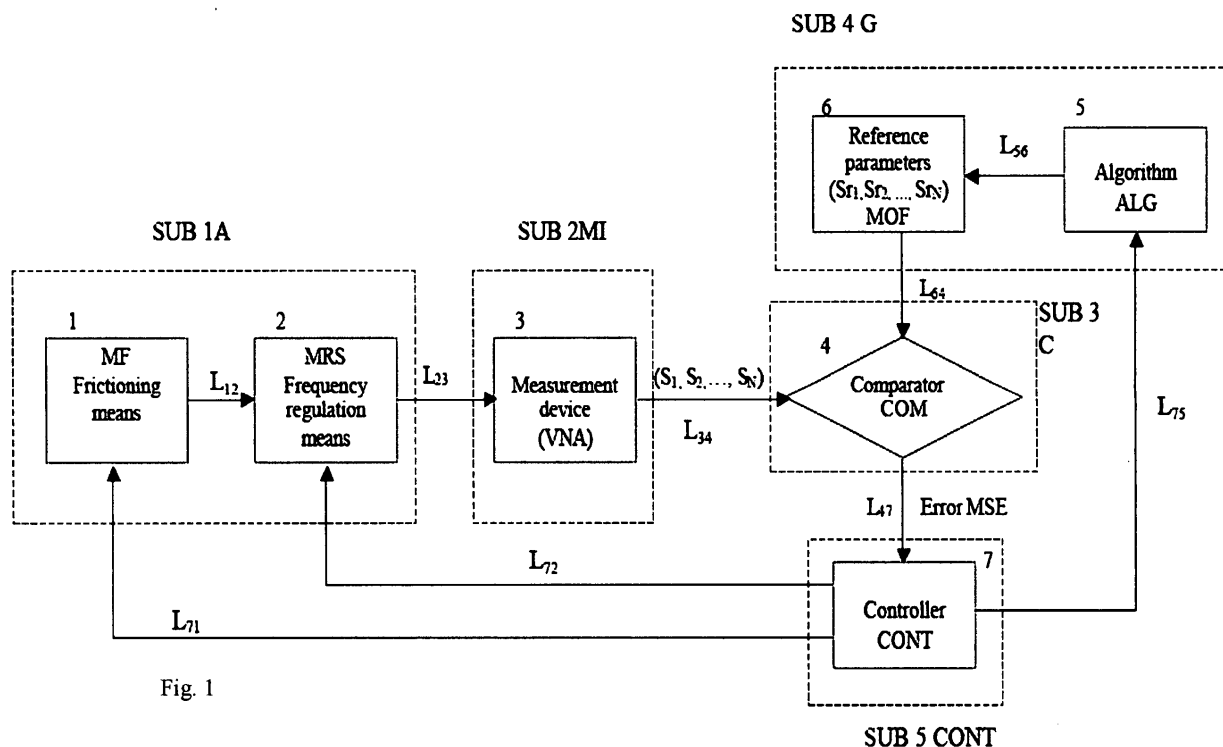 SUB 4 G
6
Reference
parameters
(Sr1, Sr2, ..., SrN)
MOF
L56
5
Algorithm
ALG
SUB 1A
SUB 2MI
L64
SUB 3
C
1
MF
Frictioning
means
L12
2
MRS
Frequency
regulation
means
L23
3
Measurement
device
(VNA)
(S1, S2, ..., SN)
L34
4
Comparator
COM
L75
L47
Error MSE
L72
7
Controller
CONT
L71
Fig. 1
SUB 5 CONT